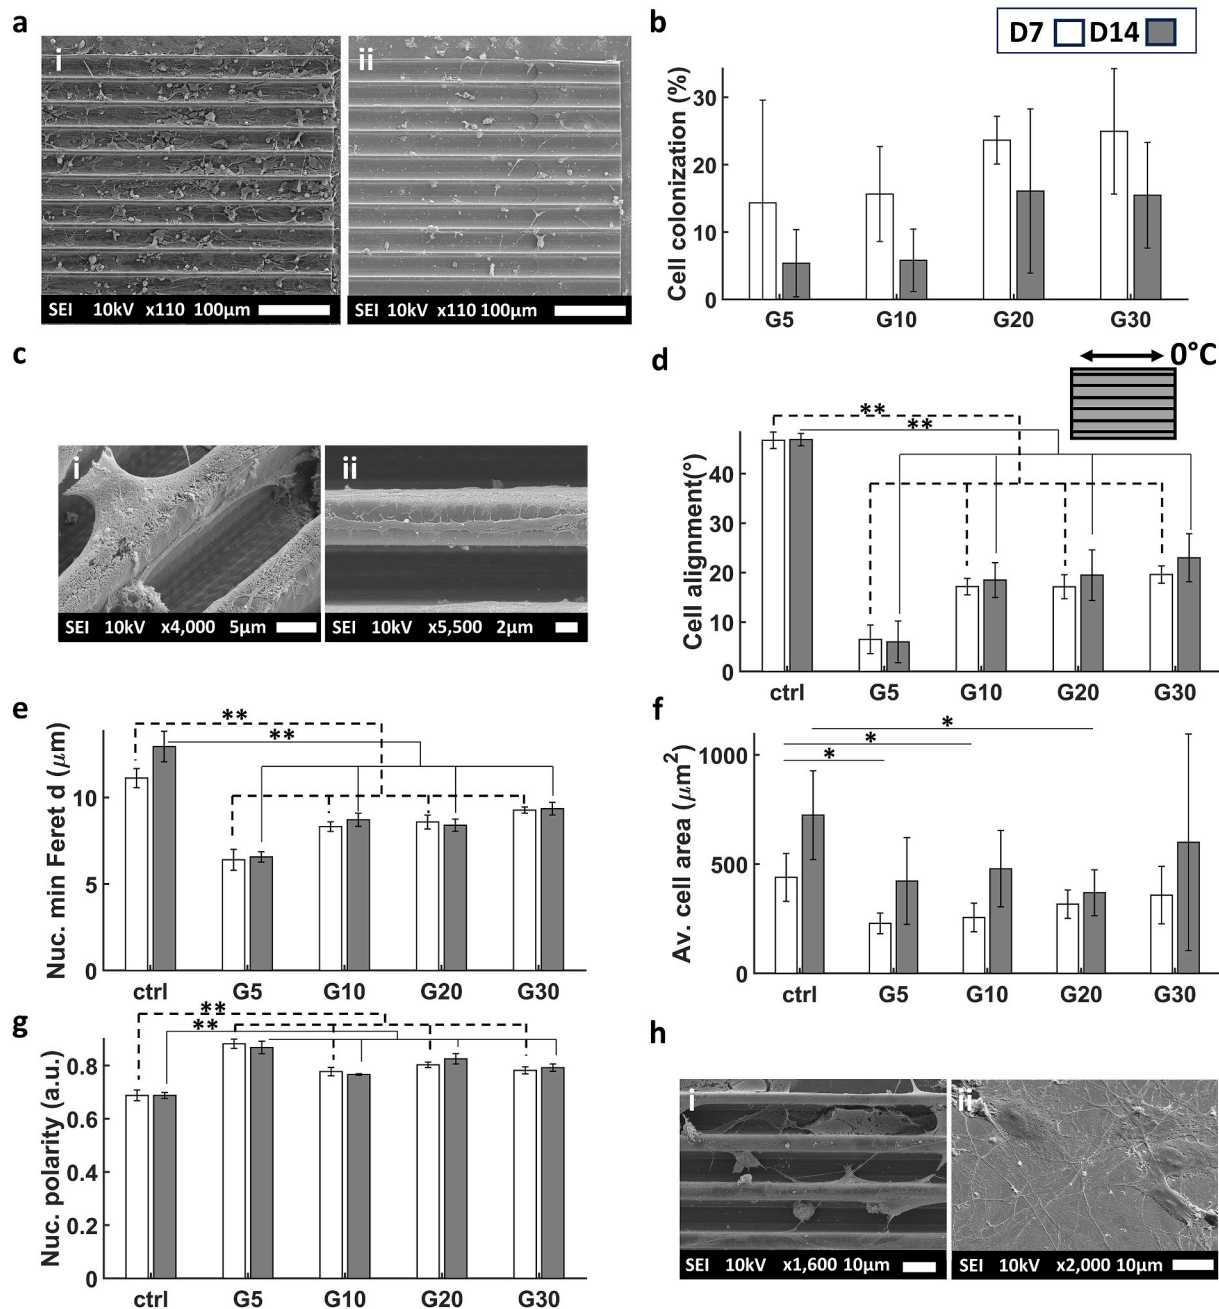 a
i
ii
SEI 10kV x110 100μm
SEI 10kV x110 100μm
b
D7 D14
Cell colonization (%)
30
20
10
0
G5 G10 G20 G30
c
i
ii
SEI 10kV x4,000 5μm
SEI 10kV x5,500 2μm
d
0°C
**
**
Cell alignment(°)
40
30
20
10
0
ctrl G5 G10 G20 G30
e
**
**
Nuc. min Feret d (μm)
10
5
0
ctrl G5 G10 G20 G30
f
*
*
*
Av. cell area (μm²)
1000
500
0
ctrl G5 G10 G20 G30
g
**
**
Nuc. polarity (a.u.)
0.8
0.6
0.4
0.2
0
ctrl G5 G10 G20 G30
h
i
ii
SEI 10kV x1,600 10μm
SEI 10kV x2,000 10μm